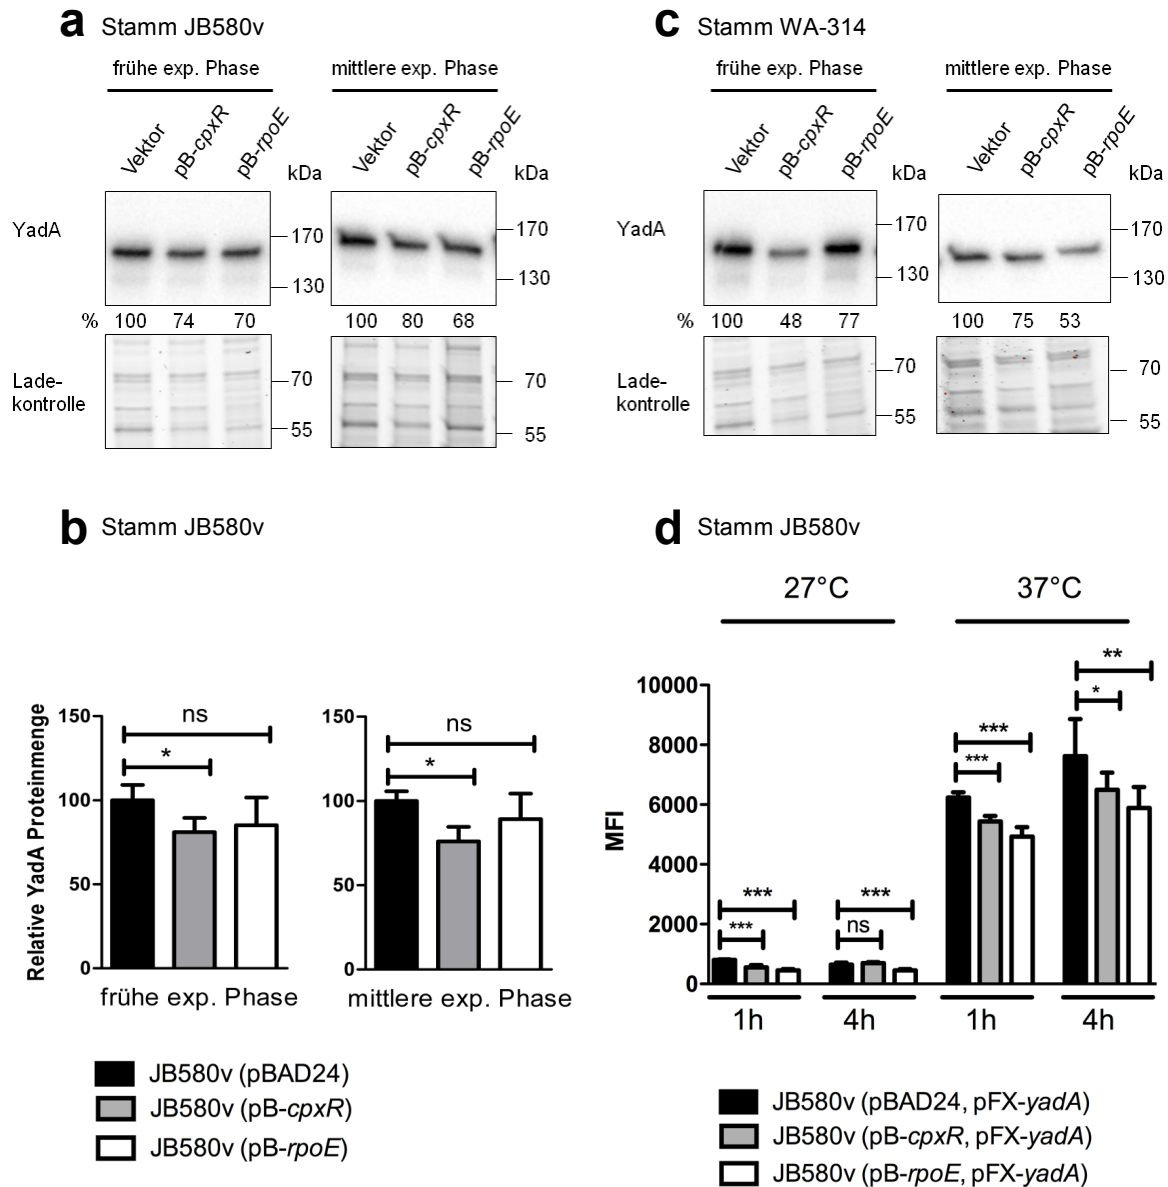 a Stamm JB580v
frühe exp. Phase
mittlere exp. Phase
Vektor
pB-cpxR
pB-rpoE
kDa
Vektor
pB-cpxR
pB-rpoE
kDa
YadA
170
130
170
130
% 100 74 70
100 80 68
Lade-
kontrolle
70
55
70
55
c Stamm WA-314
frühe exp. Phase
mittlere exp. Phase
Vektor
pB-cpxR
pB-rpoE
kDa
Vektor
pB-cpxR
pB-rpoE
kDa
YadA
170
130
170
130
% 100 48 77
100 75 53
Lade-
kontrolle
70
55
70
55
b Stamm JB580v
Relative YadA Proteinmenge
150
100
50
0
ns
*
frühe exp. Phase
150
100
50
0
ns
*
mittlere exp. Phase
JB580v (pBAD24)
JB580v (pB-cpxR)
JB580v (pB-rpoE)
d Stamm JB580v
27°C
37°C
MFI
10000
8000
6000
4000
2000
0
***
***
***
ns
***
***
**
*
1h
4h
1h
4h
JB580v (pBAD24, pFX-yadA)
JB580v (pB-cpxR, pFX-yadA)
JB580v (pB-rpoE, pFX-yadA)